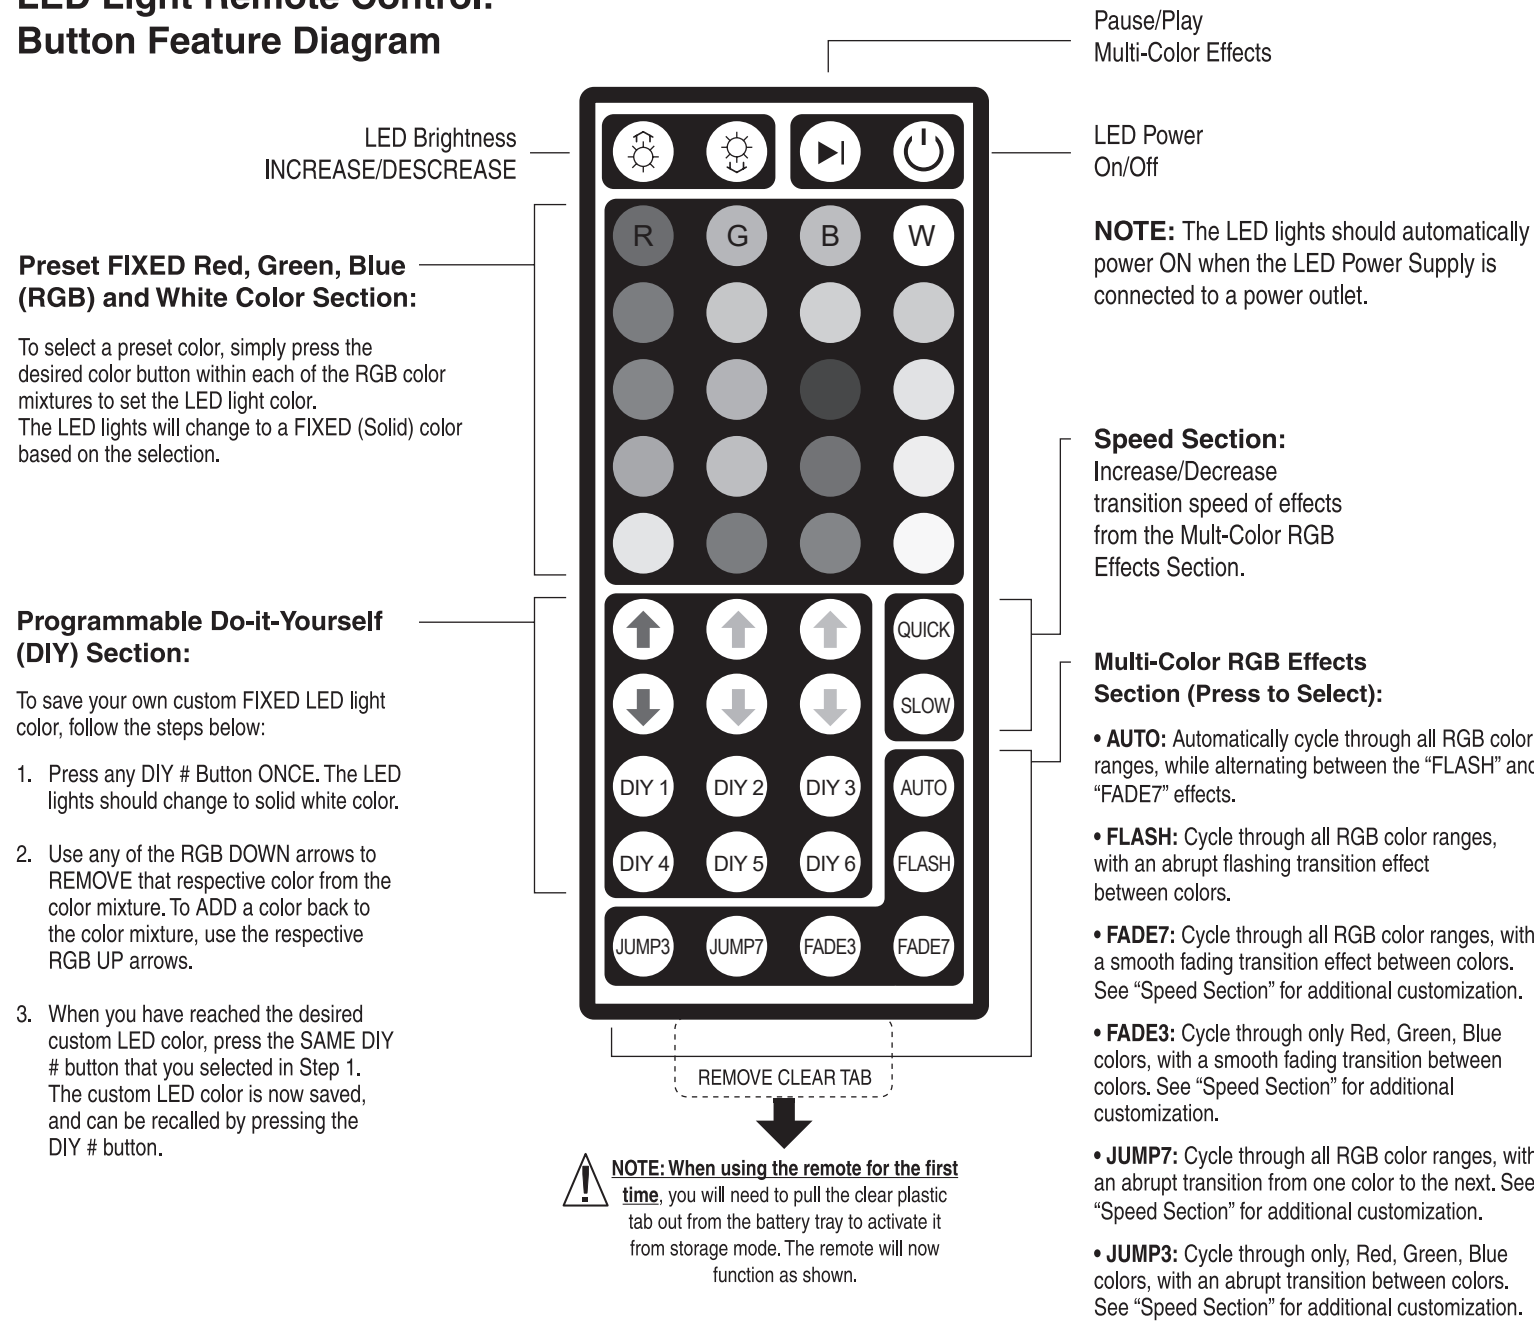 LED Light Remote Control:
Button Feature Diagram
Pause/Play
Multi-Color Effects
LED Brightness
INCREASE/DESCREASE
LED Power
On/Off
NOTE: The LED lights should automatically
power ON when the LED Power Supply is
connected to a power outlet.
Preset FIXED Red, Green, Blue
(RGB) and White Color Section:
To select a preset color, simply press the
desired color button within each of the RGB color
mixtures to set the LED light color.
The LED lights will change to a FIXED (Solid) color
based on the selection.
R G B W
Speed Section:
Increase/Decrease
transition speed of effects
from the Mult-Color RGB
Effects Section.
Programmable Do-it-Yourself
(DIY) Section:
To save your own custom FIXED LED light
color, follow the steps below:
1. Press any DIY # Button ONCE. The LED
lights should change to solid white color.
2. Use any of the RGB DOWN arrows to
REMOVE that respective color from the
color mixture. To ADD a color back to
the color mixture, use the respective
RGB UP arrows.
3. When you have reached the desired
custom LED color, press the SAME DIY
# button that you selected in Step 1.
The custom LED color is now saved,
and can be recalled by pressing the
DIY # button.
QUICK
SLOW
DIY 1 DIY 2 DIY 3 AUTO
DIY 4 DIY 5 DIY 6 FLASH
JUMP3 JUMP7 FADE3 FADE7
REMOVE CLEAR TAB
NOTE: When using the remote for the first
time, you will need to pull the clear plastic
tab out from the battery tray to activate it
from storage mode. The remote will now
function as shown.
Multi-Color RGB Effects
Section (Press to Select):
• AUTO: Automatically cycle through all RGB color
ranges, while alternating between the “FLASH” and
“FADE7” effects.
• FLASH: Cycle through all RGB color ranges,
with an abrupt flashing transition effect
between colors.
• FADE7: Cycle through all RGB color ranges, with
a smooth fading transition effect between colors.
See “Speed Section” for additional customization.
• FADE3: Cycle through only Red, Green, Blue
colors, with a smooth fading transition between
colors. See “Speed Section” for additional
customization.
• JUMP7: Cycle through all RGB color ranges, with
an abrupt transition from one color to the next. See
“Speed Section” for additional customization.
• JUMP3: Cycle through only, Red, Green, Blue
colors, with an abrupt transition between colors.
See “Speed Section” for additional customization.